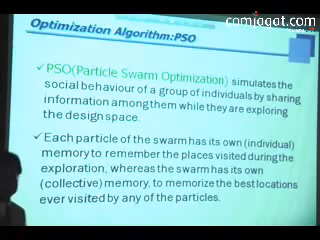 comjagat.com
Optimization Algorithm:PSO
PSO(Particle Swarm Optimization) simulates the
social behaviour of a group of individuals by sharing
information among them while they are exploring
the design space.
Each particle of the swarm has its own (individual)
memory to remember the places visited during the
exploration, whereas the swarm has its own
(collective) memory, to memorize the best locations
ever visited by any of the particles.